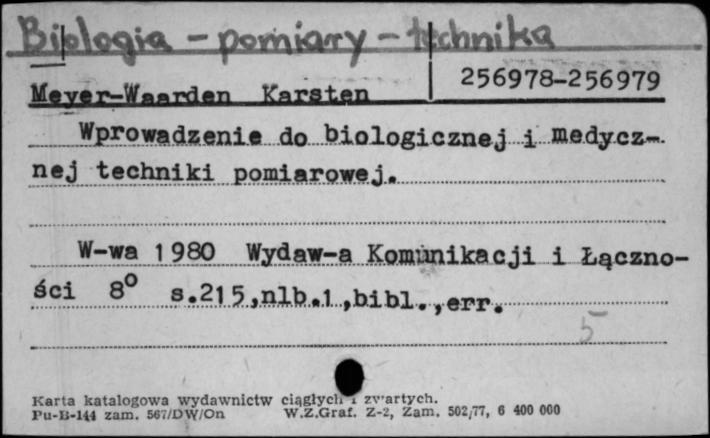 Biologia - pomiary - technika
256978-256979
Meyer-Waarden Karsten
Wprowadzenie do biologicznej i medycz-
nej techniki pomiarowej.
W-wa 1980 Wydaw-a Komunikacji i Łączno-
ści 8° s.215,nlb.1,bibl.,err.
5
Karta katalogowa wydawnictw ciągłych i zwartych.
Pu-B-144 zam. 567/DW/On W.Z.Graf. Z-2, Zam. 502/77, 6 400 000